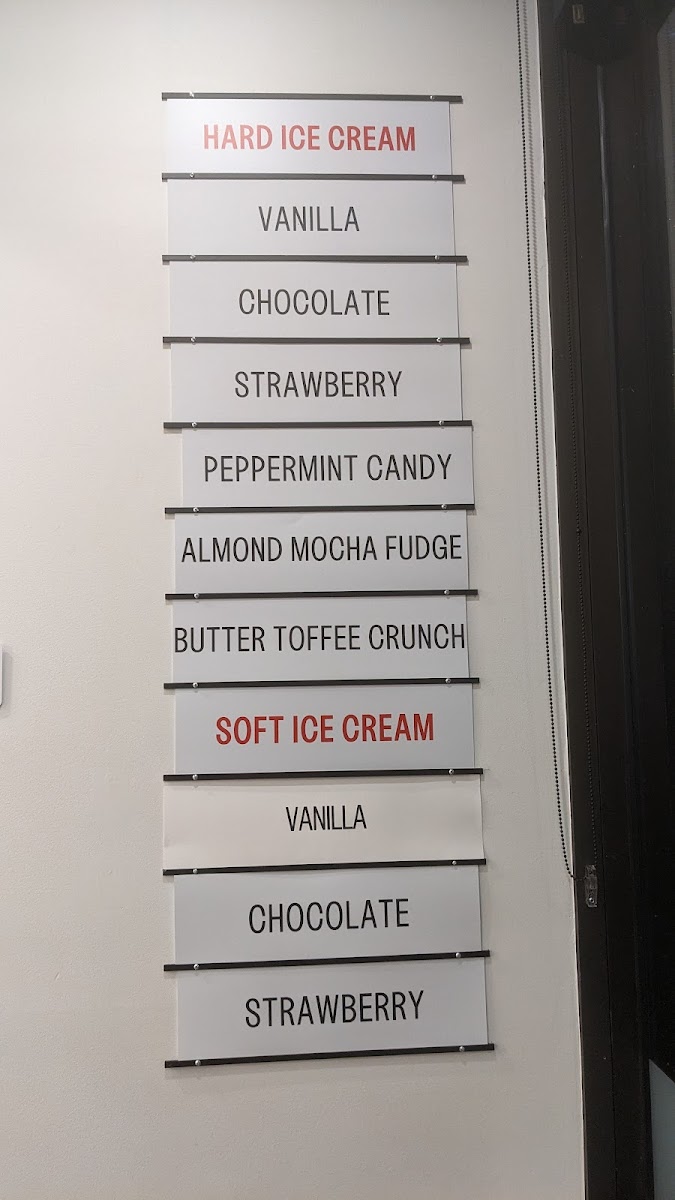 HARD ICE CREAM
VANILLA
CHOCOLATE
STRAWBERRY
PEPPERMINT CANDY
ALMOND MOCHA FUDGE
BUTTER TOFFEE CRUNCH
SOFT ICE CREAM
VANILLA
CHOCOLATE
STRAWBERRY